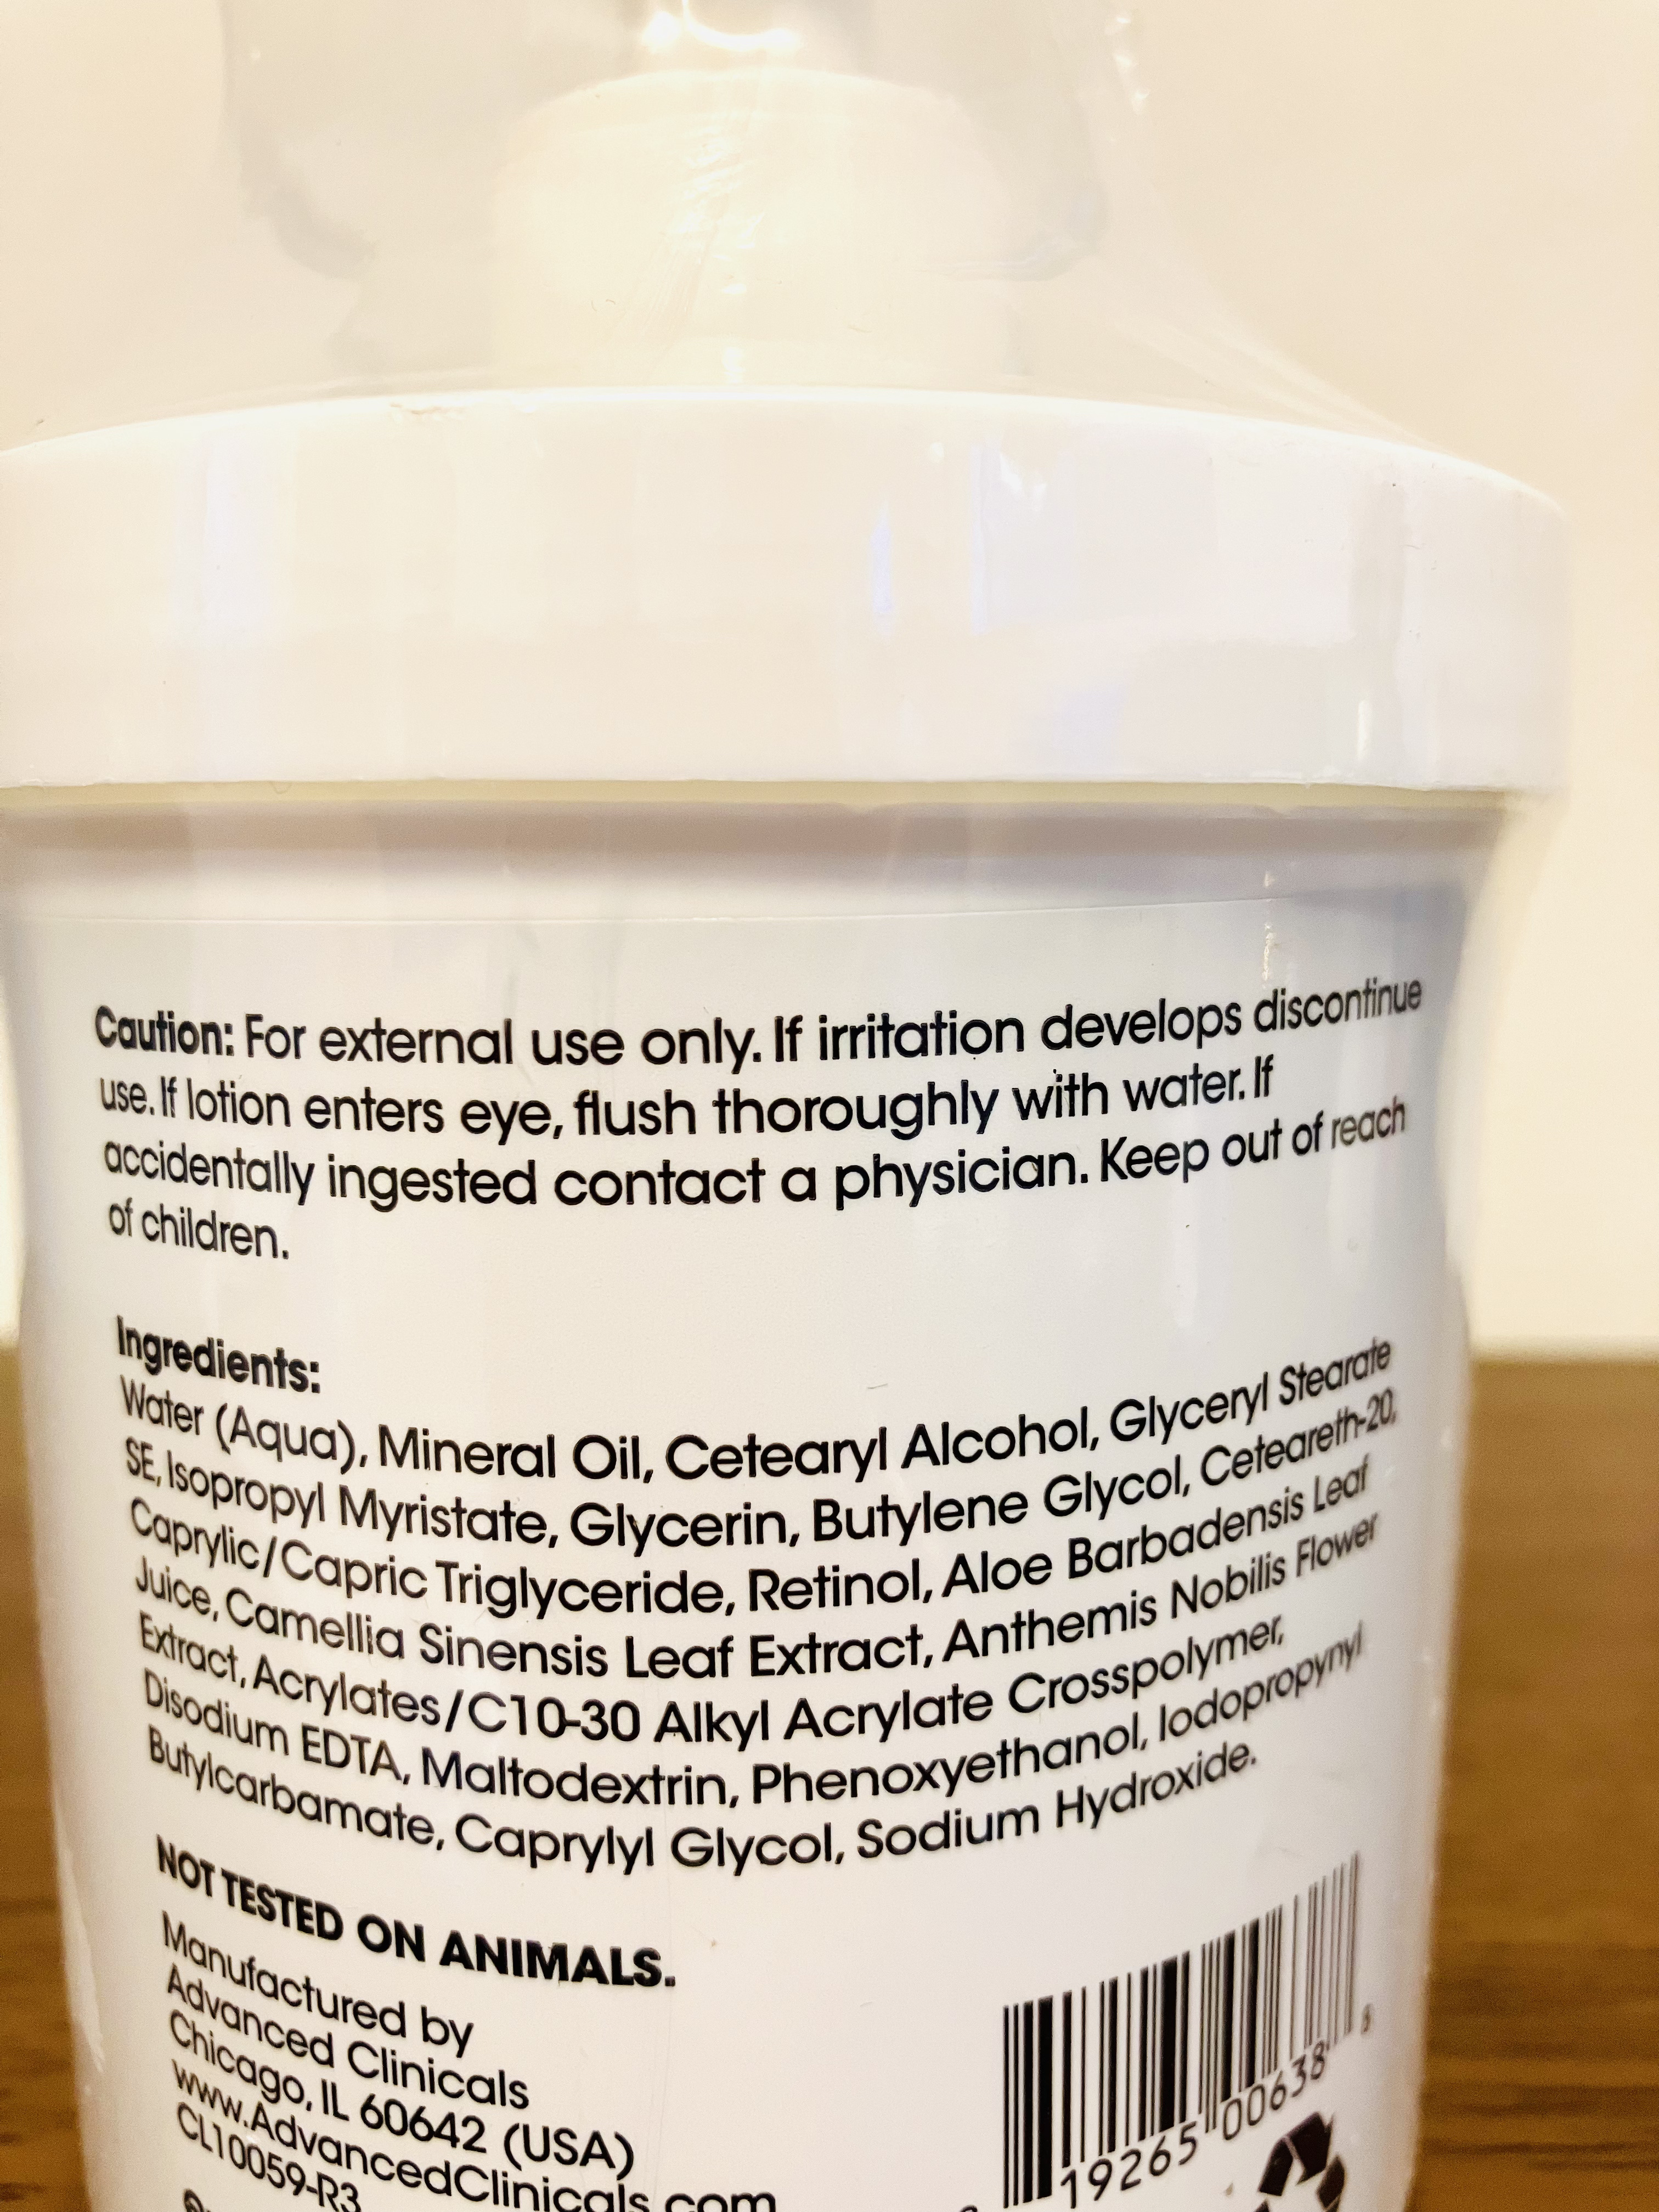 Caution: For external use only. If irritation develops discontinue
use. If lotion enters eye, flush thoroughly with water. If
accidentally ingested contact a physician. Keep out of reach
of children.
Ingredients:
Water (Aqua), Mineral Oil, Cetearyl Alcohol, Glyceryl Stearate
SE, Isopropyl Myristate, Glycerin, Butylene Glycol, Ceteareth-20,
Caprylic/Capric Triglyceride, Retinol, Aloe Barbadensis Leaf
Juice, Camellia Sinensis Leaf Extract, Anthemis Nobilis Flower
Extract, Acrylates/C10-30 Alkyl Acrylate Crosspolymer,
Disodium EDTA, Maltodextrin, Phenoxyethanol, Iodopropynyl
Butylcarbamate, Caprylyl Glycol, Sodium Hydroxide.
NOT TESTED ON ANIMALS.
Manufactured by
Advanced Clinicals
Chicago, IL 60642 (USA)
www.AdvancedClinicals.com
CL10059-R3
19265 00638